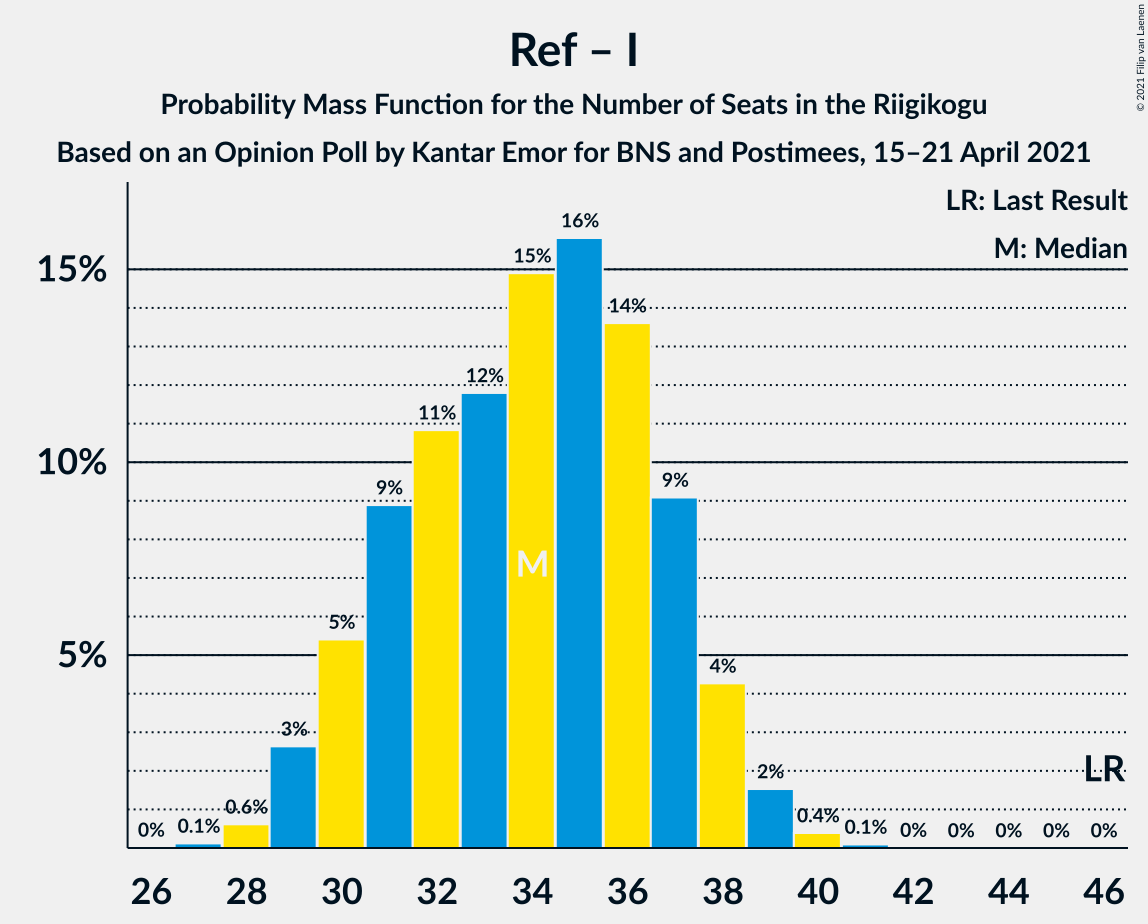 Ref – I
Probability Mass Function for the Number of Seats in the Riigikogu
Based on an Opinion Poll by Kantar Emor for BNS and Postimees, 15–21 April 2021
© 2021 Filip van Laenen
LR: Last Result
M: Median
15%
10%
5%
0%
0.1%
0.6%
3%
5%
9%
11%
12%
15%
16%
14%
9%
4%
2%
0.4%
0.1%
0%
0%
0%
0%
0%
M
LR
26 28 30 32 34 36 38 40 42 44 46